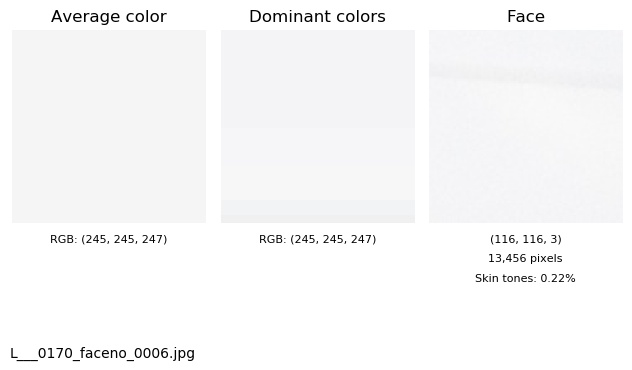 Average color
Dominant colors
Face
RGB: (245, 245, 247)
RGB: (245, 245, 247)
(116, 116, 3)
13,456 pixels
Skin tones: 0.22%
L___0170_faceno_0006.jpg